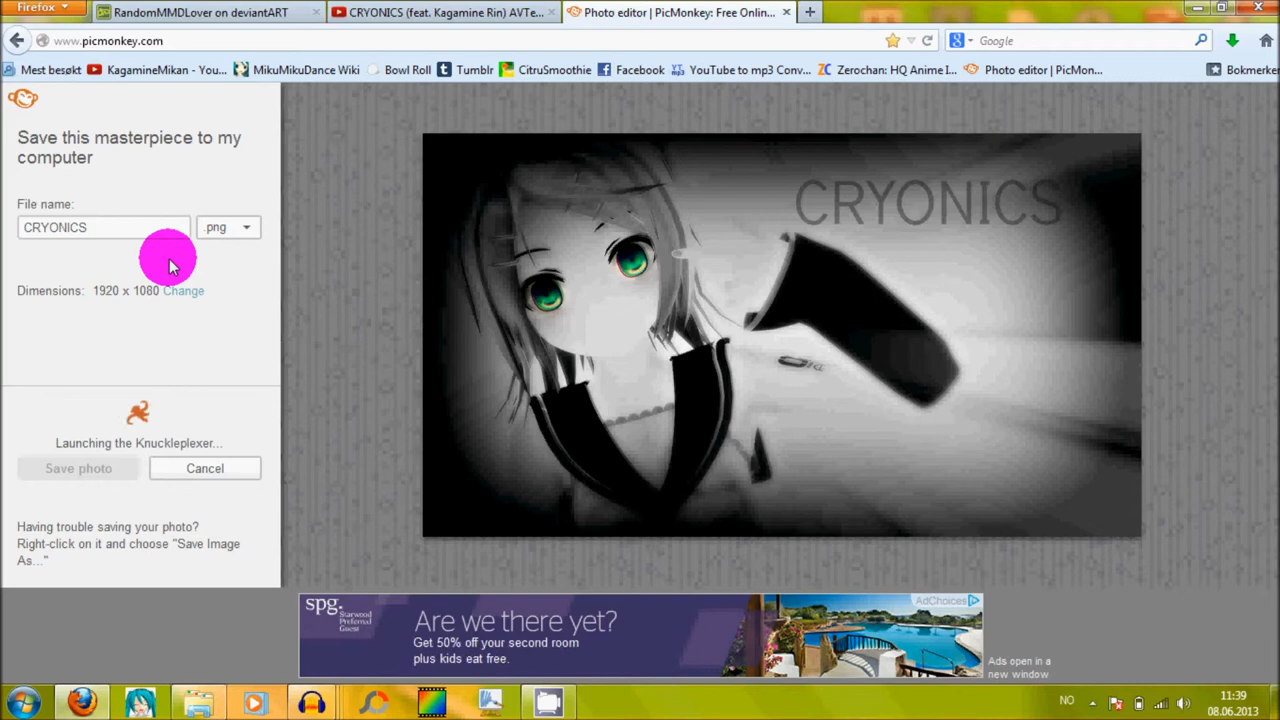 Firefox
RandomMMDLover on deviantART
CRYONICS (feat. Kagamine Rin) AVTe...
Photo editor | PicMonkey: Free Onlin...
www.picmonkey.com
Google
Mest besøkt
KagamineMikan - You...
MikuMikuDance Wiki
Bowl Roll
Tumblr
CitruSmoothie
Facebook
YouTube to mp3 Conv...
Zerochan: HQ Anime I...
Photo editor | PicMon...
Bokmerker
Save this masterpiece to my
computer
File name:
CRYONICS
.png
Dimensions: 1920 x 1080 Change
Launching the Knuckleplexer...
Save photo
Cancel
Having trouble saving your photo?
Right-click on it and choose "Save Image
As..."
CRYONICS
spg.
Starwood
Preferred
Guest
Are we there yet?
Get 50% off your second room
plus kids eat free.
AdChoices
Ads open in a
new window
NO
11:39
08.06.2013